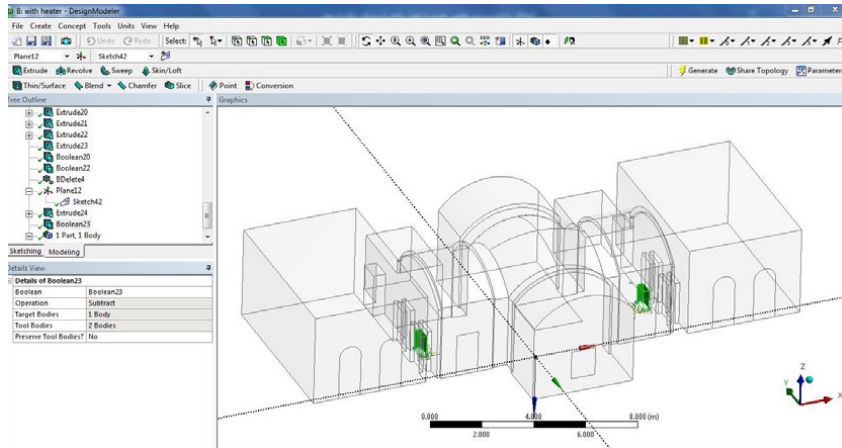 B: with heater - DesignModeler
File Create Concept Tools Units View Help
Undo Redo Select:
Plane12 Sketch42
Extrude Revolve Sweep Skin/Loft Generate Share Topology Parameter
Thin/Surface Blend Chamfer Slice Point Conversion
Tree Outline Graphics
Extrude20
Extrude21
Extrude22
Extrude23
Boolean20
Boolean22
BDelete4
Plane12
Sketch42
Extrude24
Boolean23
1 Part, 1 Body
Sketching Modeling
Details View
Details of Boolean23
Boolean Boolean23
Operation Subtract
Target Bodies 1 Body
Tool Bodies 2 Bodies
Preserve Tool Bodies? No
0.000 4.000 8.000 (m)
2.000 6.000
Z
Y
X